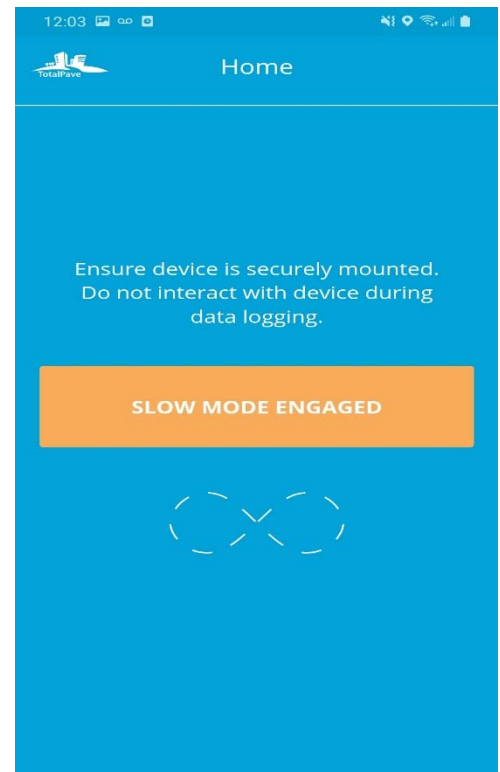 12:03
TotalPave
Home
Ensure device is securely mounted.
Do not interact with device during
data logging.
SLOW MODE ENGAGED